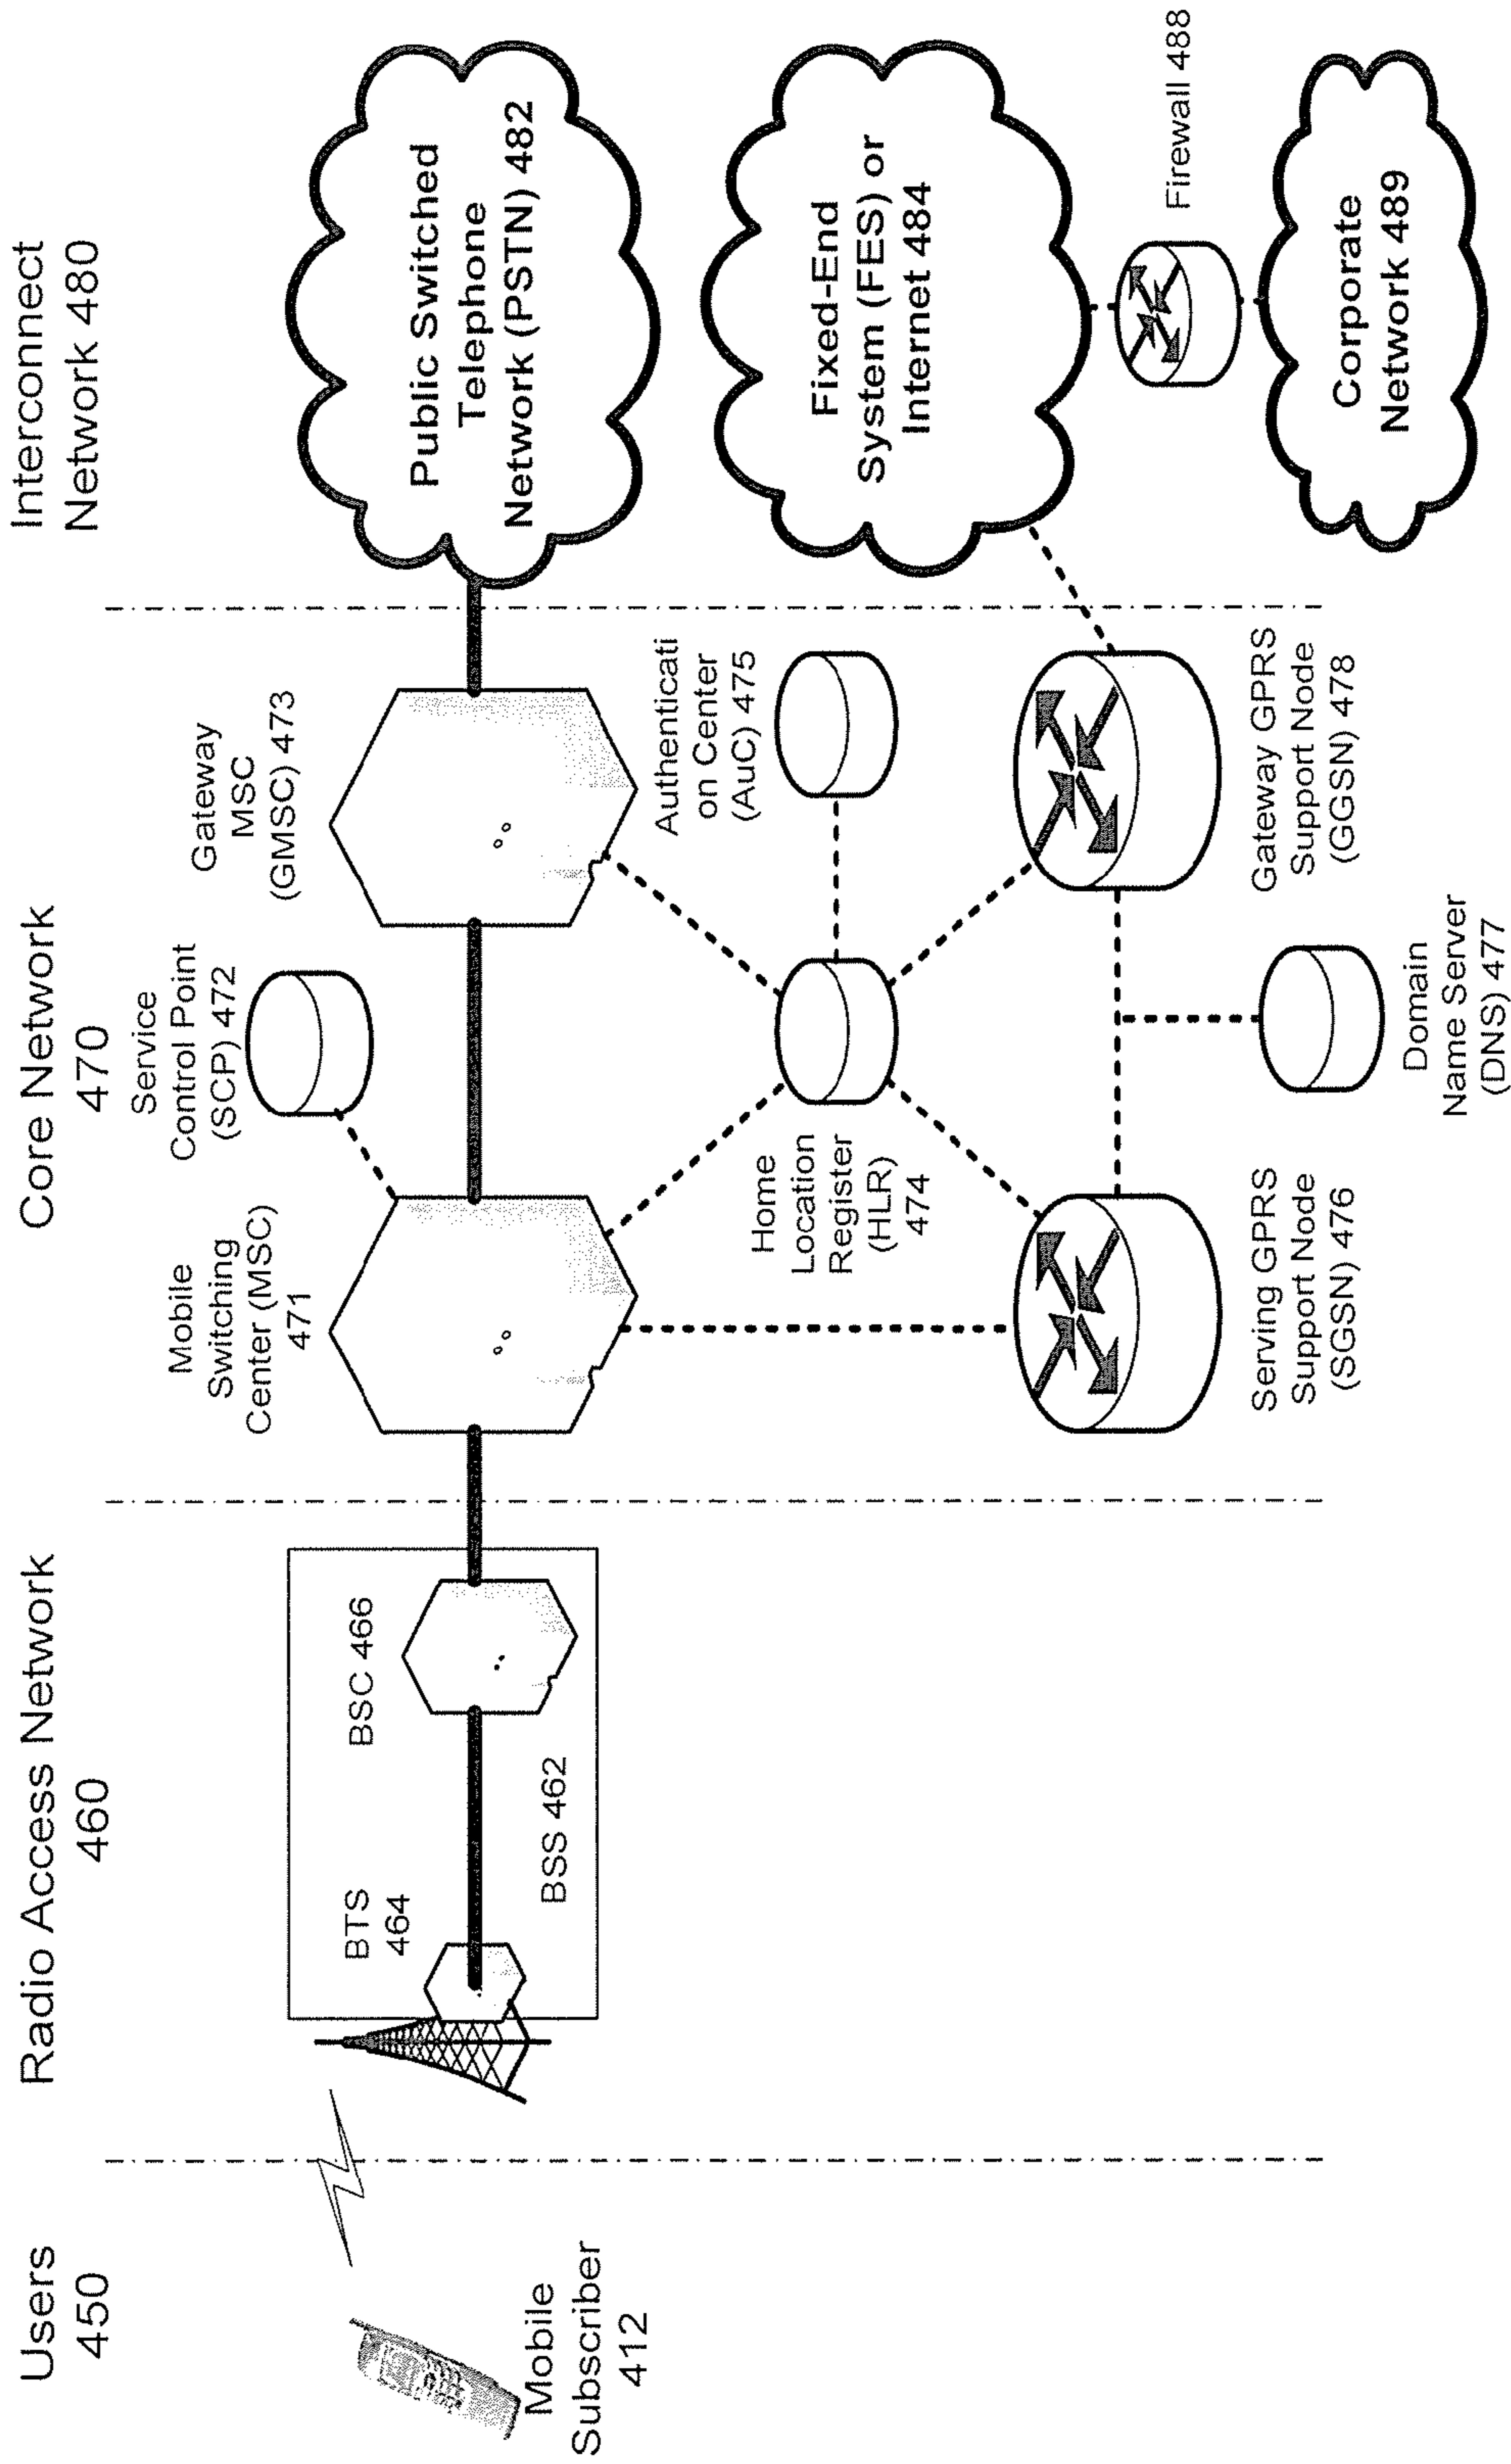 Users
450
Radio Access Network
460
Core Network
470
Interconnect
Network 480
Mobile
Subscriber
412
BTS
464
BSC 466
BSS 462
Mobile
Switching
Center (MSC)
471
Service
Control Point
(SCP) 472
Gateway
MSC
(GMSC) 473
Public Switched
Telephone
Network (PSTN) 482
Home
Location
Register
(HLR)
474
Authenticati
on Center
(AuC) 475
Fixed-End
System (FES) or
Internet 484
Serving GPRS
Support Node
(SGSN) 476
Domain
Name Server
(DNS) 477
Gateway GPRS
Support Node
(GGSN) 478
Firewall 488
Corporate
Network 489